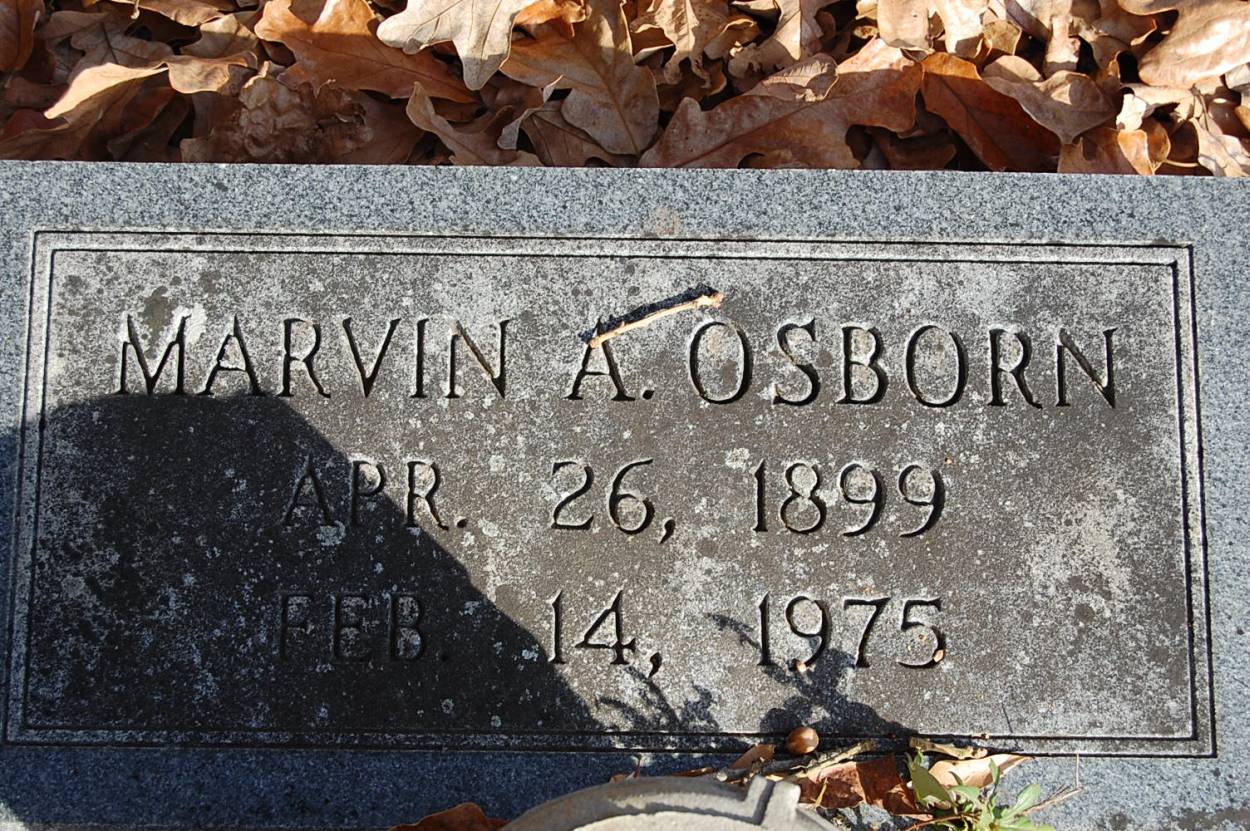 MARVIN A. OSBORN
APR. 26, 1899
FEB. 14, 1975